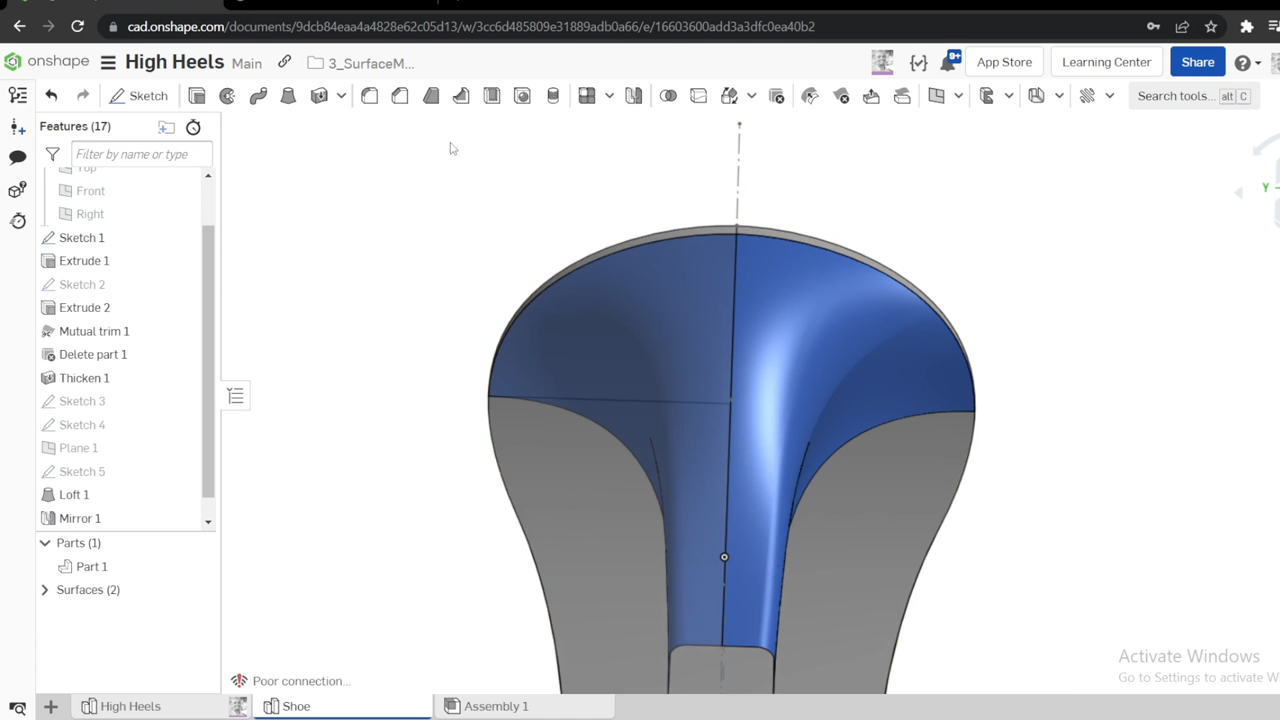 cad.onshape.com/documents/9dcb84eaa4a4828e62c05d13/w/3cc6d485809e31889adb0a66/e/16603600add3a3dfc0ea40b2
onshape High Heels Main 3_SurfaceM... 9+ App Store Learning Center Share
Sketch Search tools... alt C
Features (17)
Filter by name or type
Top
Front
Right
Sketch 1
Extrude 1
Sketch 2
Extrude 2
Mutual trim 1
Delete part 1
Thicken 1
Sketch 3
Sketch 4
Plane 1
Sketch 5
Loft 1
Mirror 1
Parts (1)
Part 1
Surfaces (2)
Y
Poor connection...
Activate Windows
Go to Settings to activate W
High Heels Shoe Assembly 1